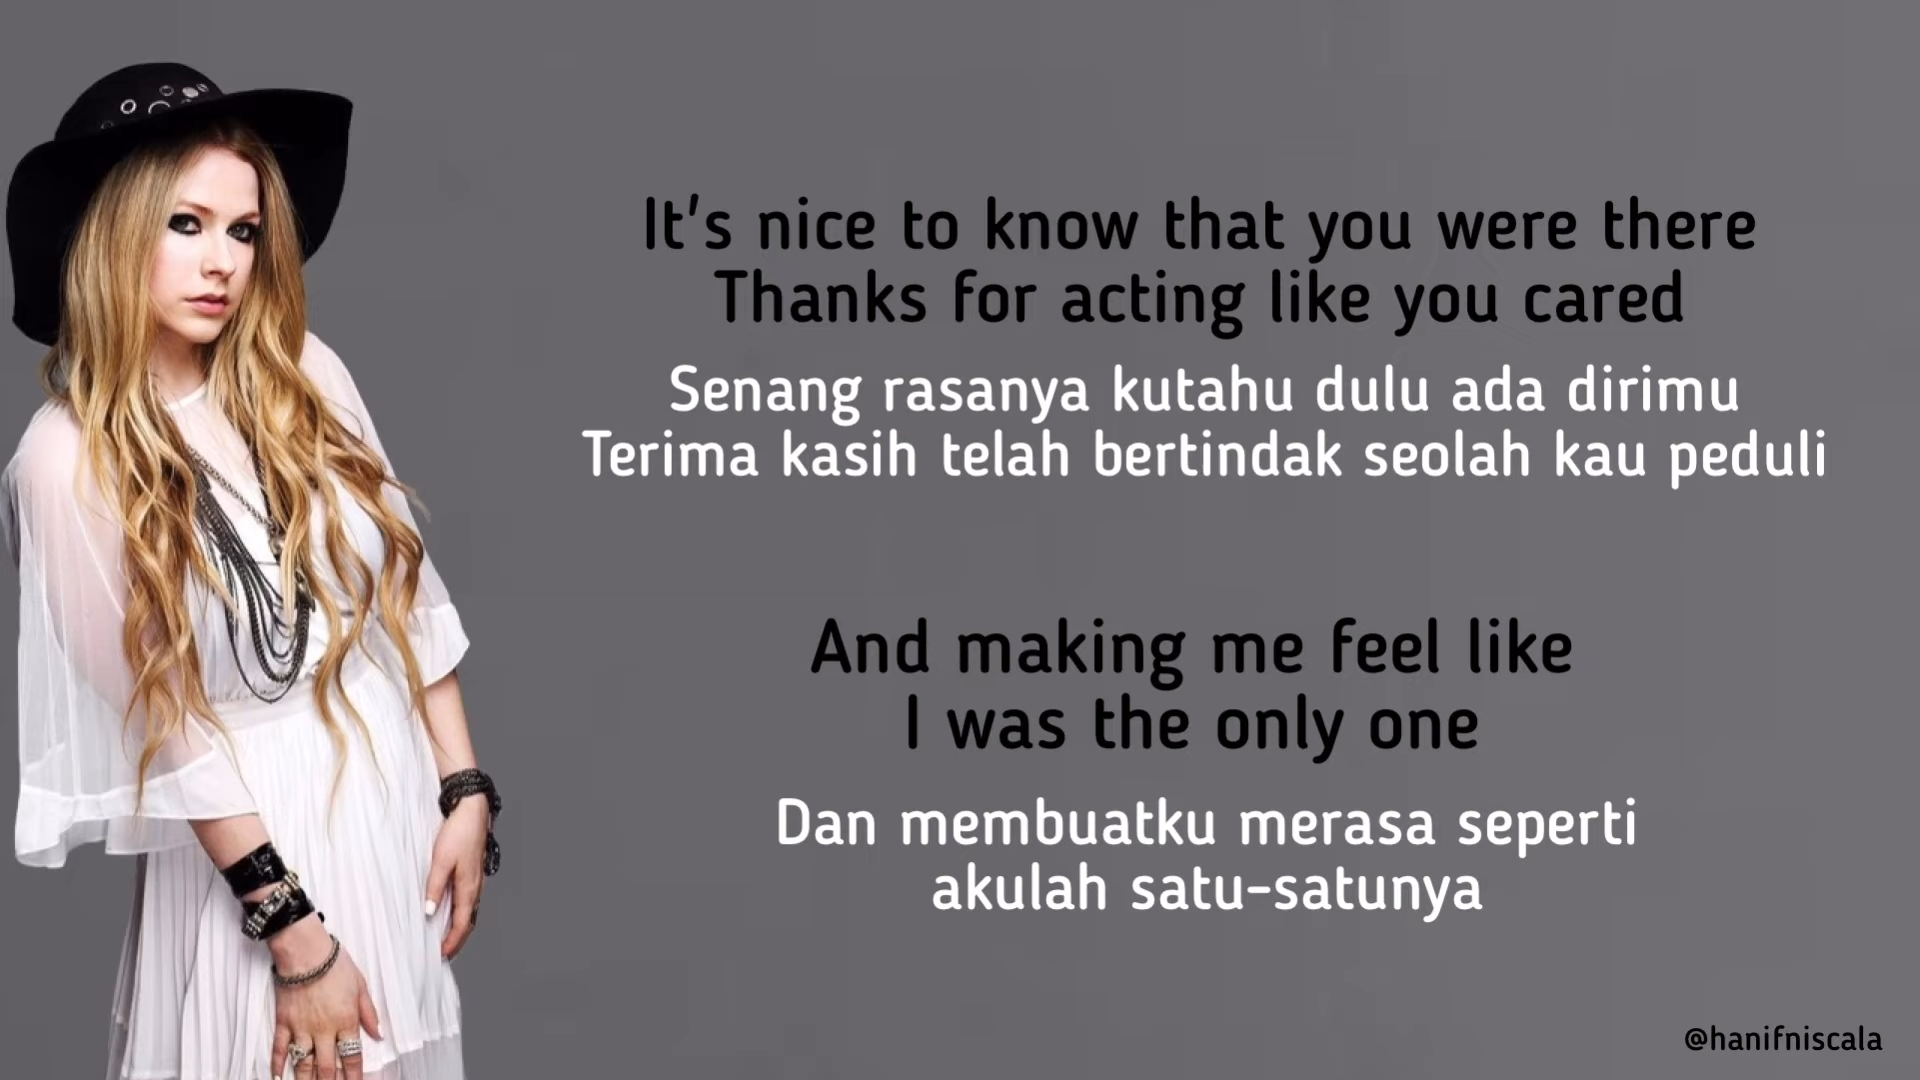 It's nice to know that you were there
Thanks for acting like you cared
Senang rasanya kutahu dulu ada dirimu
Terima kasih telah bertindak seolah kau peduli
And making me feel like
I was the only one
Dan membuatku merasa seperti
akulah satu-satunya
@hanifniscala